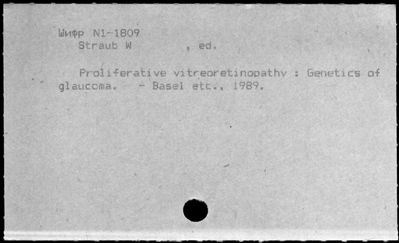 Шифр N1-1809
Straub W , ed.
Proliferative vitreoretinopathy : Genetics of
glaucoma. - Basel etc., 1989.